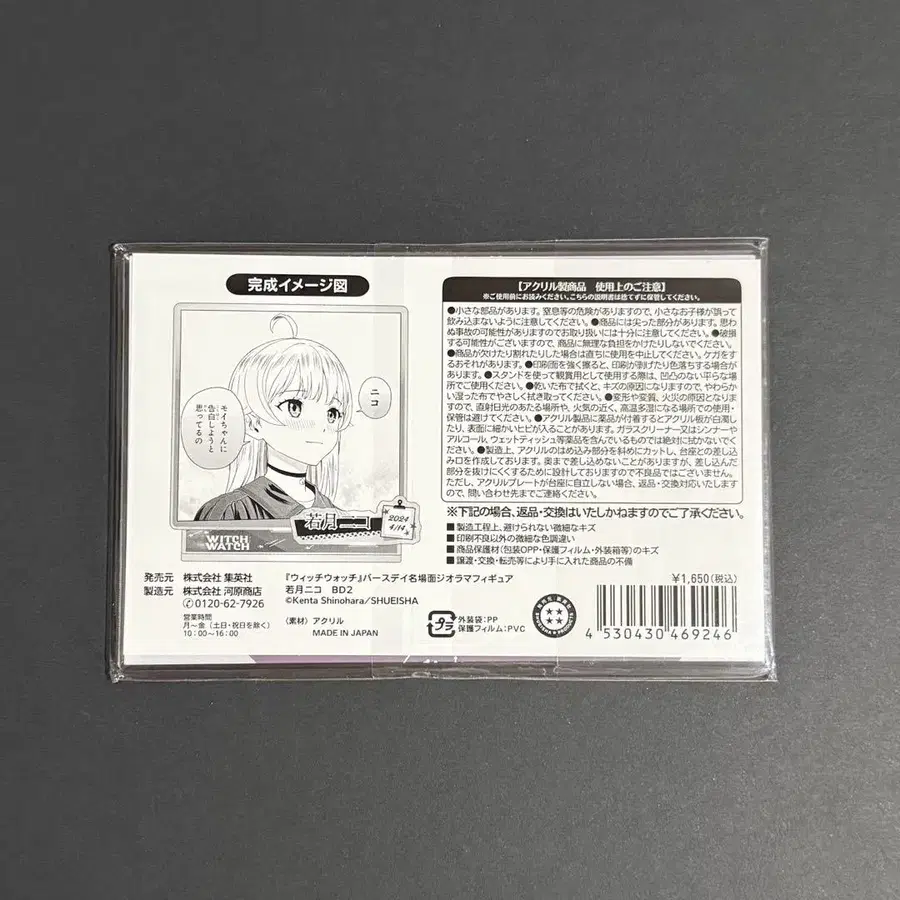 完成イメージ図
ニコ
モイちゃんに
告白しようと
思ってるの
若月ニコ
2024
4/14
WITCH
WATCH
【アクリル製商品 使用上のご注意】
※ご使用前にお読みください。こちらの説明書は捨てずに保管してください。
●小さな部品があります。窒息等の危険がありますので、小さなお子様が誤って
飲み込まないように注意してください。●商品には尖った部分があります。思わ
ぬ事故の可能性がありますのでお取り扱いには十分に注意してください。●破損
する可能性がございますので、商品に無理な負担をかけたりしないでください。
●商品が欠けたり割れたりした場合は直ちに使用を中止してください。ケガをす
るおそれがあります。●印刷面を強く擦ると、印刷が剥げたり色落ちする場合が
あります。●スタンドを使って観賞用として使用する際は、凹凸のない平らな場
所でご使用ください。●乾いた布で拭くと、キズの原因になりますので、やわらか
い湿った布でやさしく拭き取ってください。●変形や変質、火災の原因となりま
すので、直射日光のあたる場所や、火気の近く、高温多湿になる場所での使用・
保管は避けてください。●アクリル製品に薬品が付着するとアクリル板が白濁し
たり、表面に細かいヒビが入ることがあります。ガラスクリーナー又はシンナーや
アルコール、ウェットティッシュ等薬品を含んでいるものでは絶対に拭かないでく
ださい。●製造上、アクリルのはめ込み部分を斜めにカットし、台座との差し込
み口を作成しております。奥まで差し込めないことがありますが、差し込んだ
部分を抜けにくくするために設計しておりますので不良品ではございません。
ただし、アクリルプレートが台座に自立しない場合、返品・交換対応いたしますの
で、問い合わせ先までご連絡ください。
※下記の場合、返品・交換はいたしかねますのでご了承ください。
■製造工程上、避けられない微細なキズ
■印刷不良以外の微細な色調違い
■商品保護材(包装OPP・保護フィルム・外装箱等)のキズ
■譲渡・交換・転売等により手に入れた商品の不備
発売元 株式会社 集英社
製造元 株式会社 河原商店
✆0120-62-7926
営業時間
月〜金(土日・祝日を除く)
10:00〜16:00
『ウィッチウォッチ』バースデイ名場面ジオラマフィギュア
若月ニコ BD2
©Kenta Shinohara/SHUEISHA
(素材)アクリル
MADE IN JAPAN
プラ
外装袋:PP
保護フィルム:PVC
¥1,650(税込)
4 530430 469246